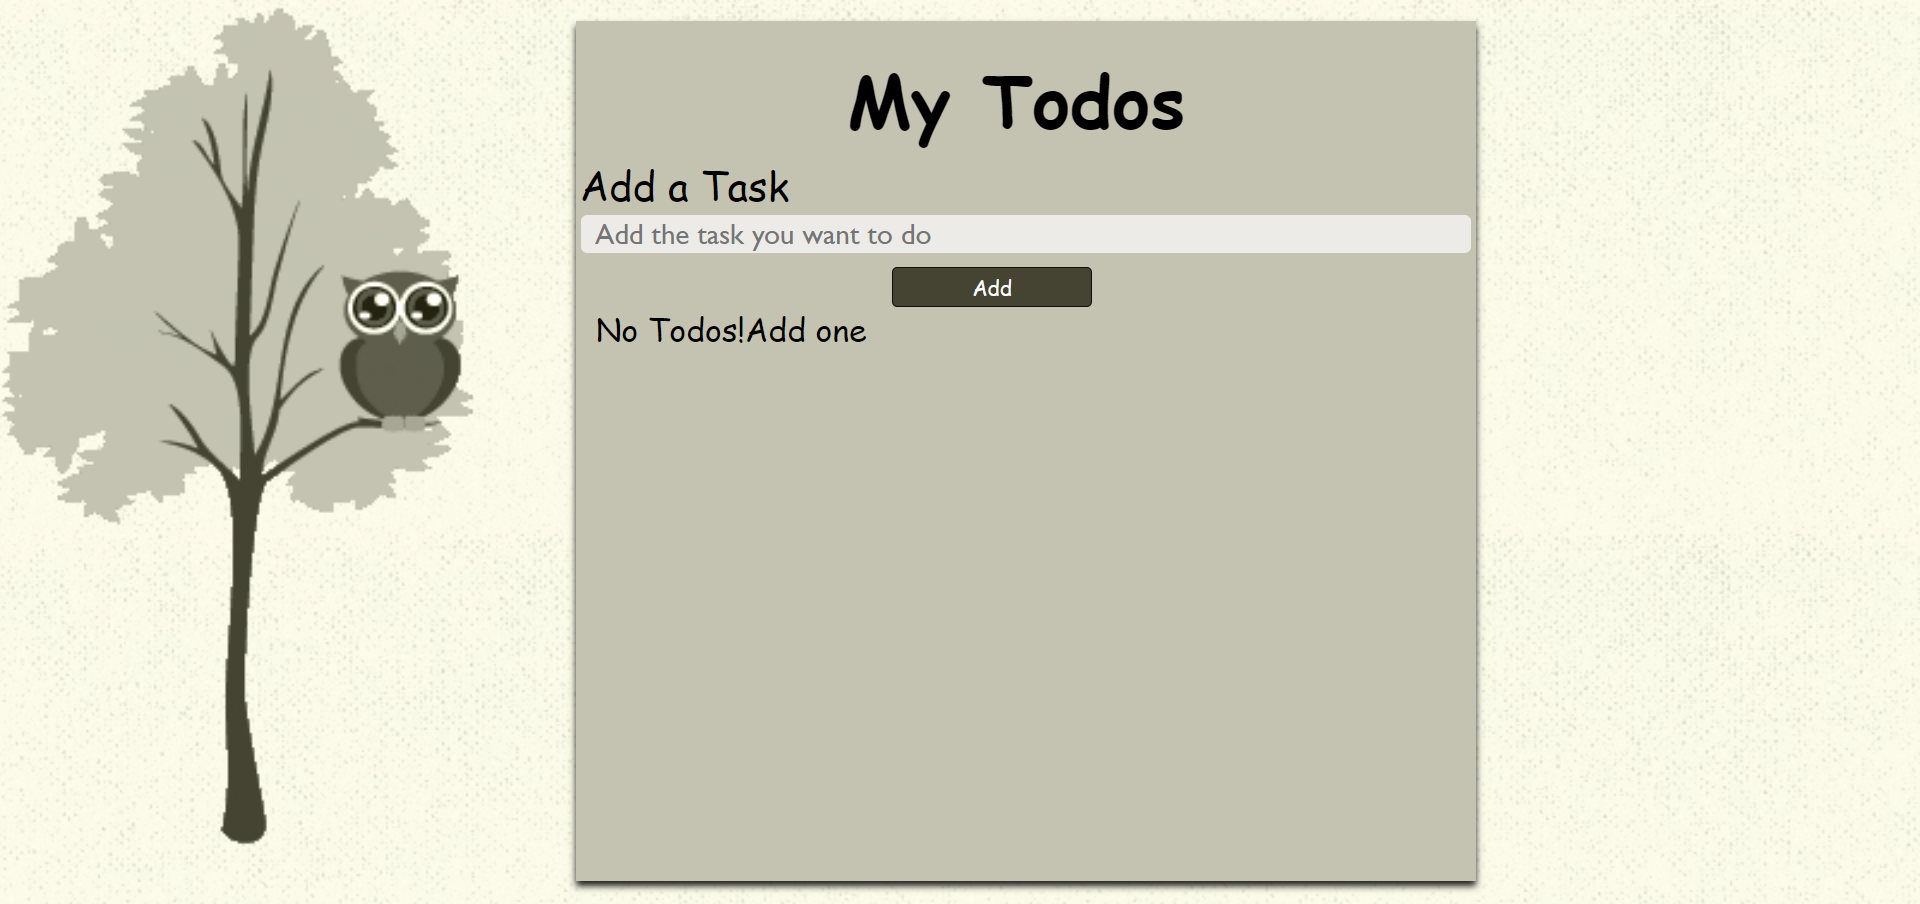 My Todos
Add a Task
Add the task you want to do
Add
No Todos!Add one